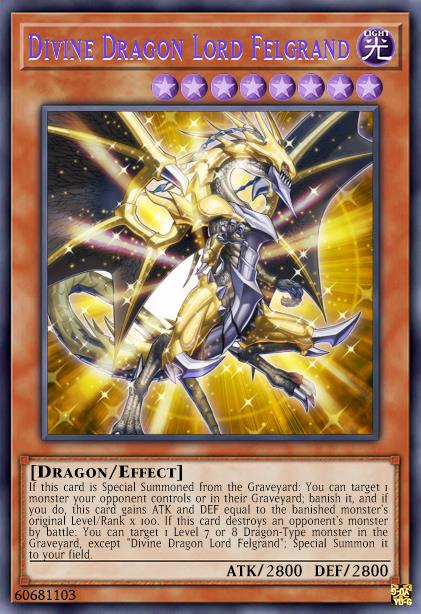 Divine Dragon Lord Felgrand
LIGHT
光
[Dragon/Effect]
If this card is Special Summoned from the Graveyard: You can target 1
monster your opponent controls or in their Graveyard; banish it, and if
you do, this card gains ATK and DEF equal to the banished monster's
original Level/Rank x 100. If this card destroys an opponent's monster
by battle: You can target 1 Level 7 or 8 Dragon-Type monster in the
Graveyard, except "Divine Dragon Lord Felgrand"; Special Summon it
to your field.
ATK/2800 DEF/2800
60681103